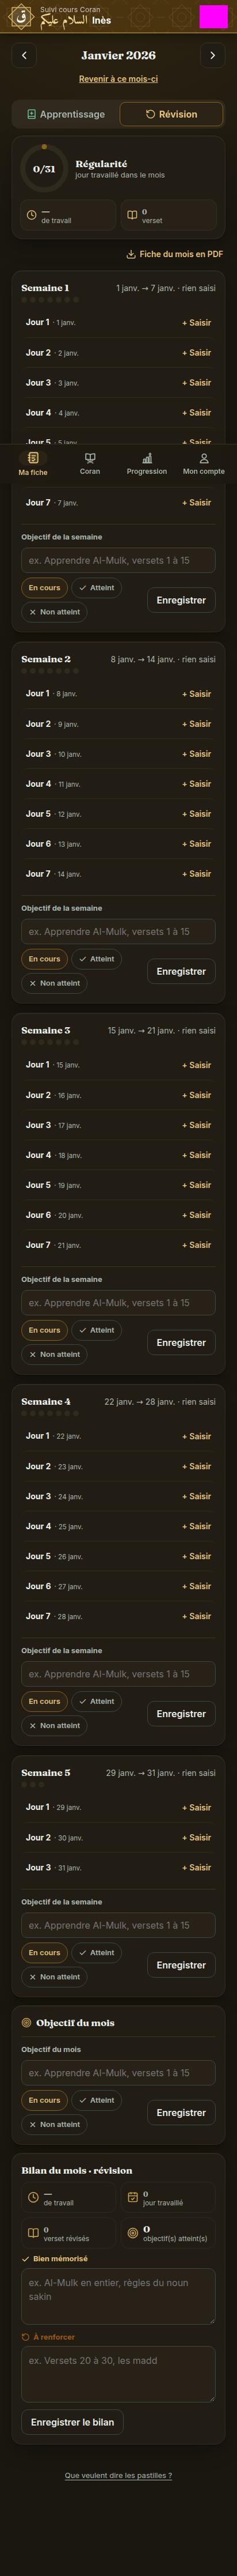 Suivi cours Coran
السلام عليكم Inès
Janvier 2026
Revenir à ce mois-ci
Apprentissage
Révision
0/31
Régularité
jour travaillé dans le mois
—
de travail
0
verset
Fiche du mois en PDF
Semaine 1
1 janv. → 7 janv. · rien saisi
Jour 1 · 1 janv.
+ Saisir
Jour 2 · 2 janv.
+ Saisir
Jour 3 · 3 janv.
+ Saisir
Jour 4 · 4 janv.
+ Saisir
Jour 5 · 5 janv.
+ Saisir
Ma fiche
Coran
Progression
Mon compte
Jour 7 · 7 janv.
+ Saisir
Objectif de la semaine
ex. Apprendre Al-Mulk, versets 1 à 15
En cours
Atteint
Non atteint
Enregistrer
Semaine 2
8 janv. → 14 janv. · rien saisi
Jour 1 · 8 janv.
+ Saisir
Jour 2 · 9 janv.
+ Saisir
Jour 3 · 10 janv.
+ Saisir
Jour 4 · 11 janv.
+ Saisir
Jour 5 · 12 janv.
+ Saisir
Jour 6 · 13 janv.
+ Saisir
Jour 7 · 14 janv.
+ Saisir
Objectif de la semaine
ex. Apprendre Al-Mulk, versets 1 à 15
En cours
Atteint
Non atteint
Enregistrer
Semaine 3
15 janv. → 21 janv. · rien saisi
Jour 1 · 15 janv.
+ Saisir
Jour 2 · 16 janv.
+ Saisir
Jour 3 · 17 janv.
+ Saisir
Jour 4 · 18 janv.
+ Saisir
Jour 5 · 19 janv.
+ Saisir
Jour 6 · 20 janv.
+ Saisir
Jour 7 · 21 janv.
+ Saisir
Objectif de la semaine
ex. Apprendre Al-Mulk, versets 1 à 15
En cours
Atteint
Non atteint
Enregistrer
Semaine 4
22 janv. → 28 janv. · rien saisi
Jour 1 · 22 janv.
+ Saisir
Jour 2 · 23 janv.
+ Saisir
Jour 3 · 24 janv.
+ Saisir
Jour 4 · 25 janv.
+ Saisir
Jour 5 · 26 janv.
+ Saisir
Jour 6 · 27 janv.
+ Saisir
Jour 7 · 28 janv.
+ Saisir
Objectif de la semaine
ex. Apprendre Al-Mulk, versets 1 à 15
En cours
Atteint
Non atteint
Enregistrer
Semaine 5
29 janv. → 31 janv. · rien saisi
Jour 1 · 29 janv.
+ Saisir
Jour 2 · 30 janv.
+ Saisir
Jour 3 · 31 janv.
+ Saisir
Objectif de la semaine
ex. Apprendre Al-Mulk, versets 1 à 15
En cours
Atteint
Non atteint
Enregistrer
Objectif du mois
Objectif du mois
ex. Apprendre Al-Mulk, versets 1 à 15
En cours
Atteint
Non atteint
Enregistrer
Bilan du mois · révision
—
de travail
0
jour travaillé
0
verset révisés
0
objectif(s) atteint(s)
Bien mémorisé
ex. Al-Mulk en entier, règles du noun
sakin
À renforcer
ex. Versets 20 à 30, les madd
Enregistrer le bilan
Que veulent dire les pastilles ?